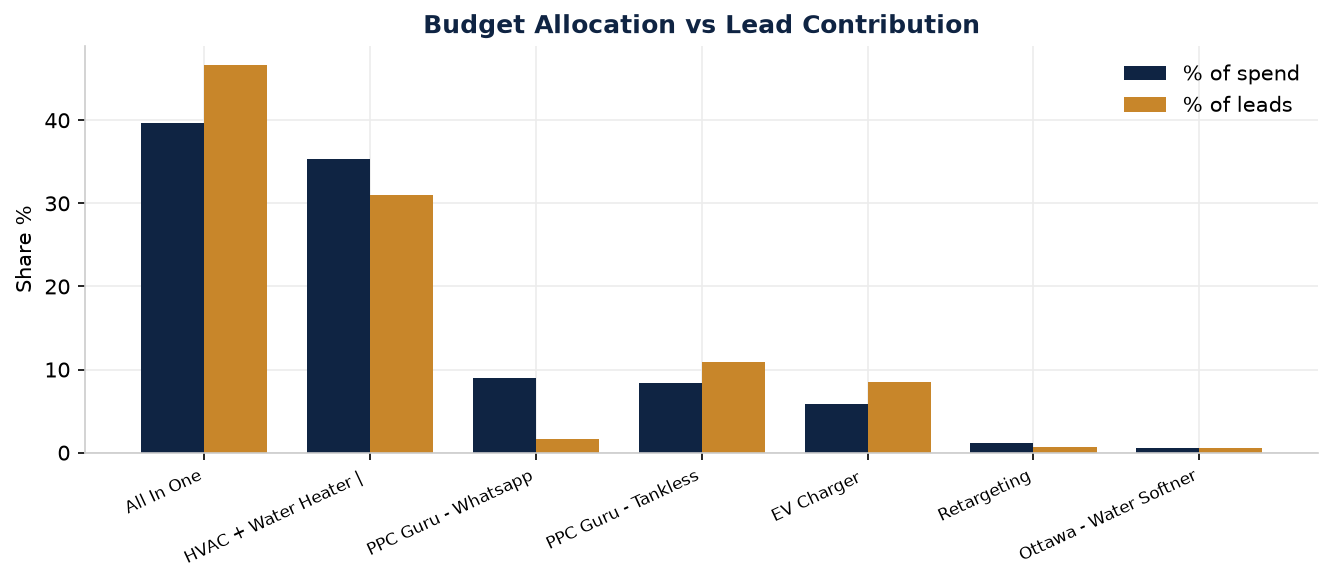 Budget Allocation vs Lead Contribution
% of spend
% of leads
Share %
40
30
20
10
0
All In One
HVAC + Water Heater |
PPC Guru - Whatsapp
PPC Guru - Tankless
EV Charger
Retargeting
Ottawa - Water Softner